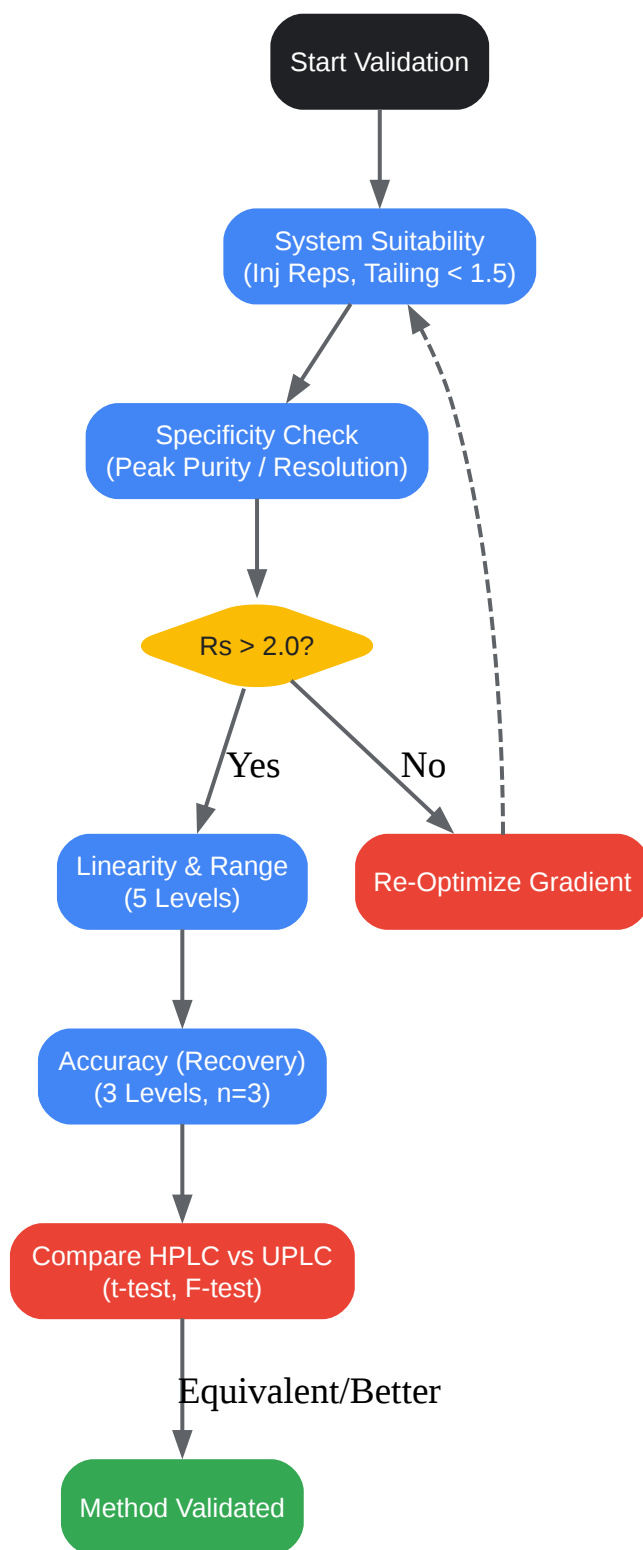 Start Validation
System Suitability
(Inj Reps, Tailing < 1.5)
Specificity Check
(Peak Purity / Resolution)
Rs > 2.0?
Yes
No
Linearity & Range
(5 Levels)
Re-Optimize Gradient
Accuracy (Recovery)
(3 Levels, n=3)
Compare HPLC vs UPLC
(t-test, F-test)
Equivalent/Better
Method Validated